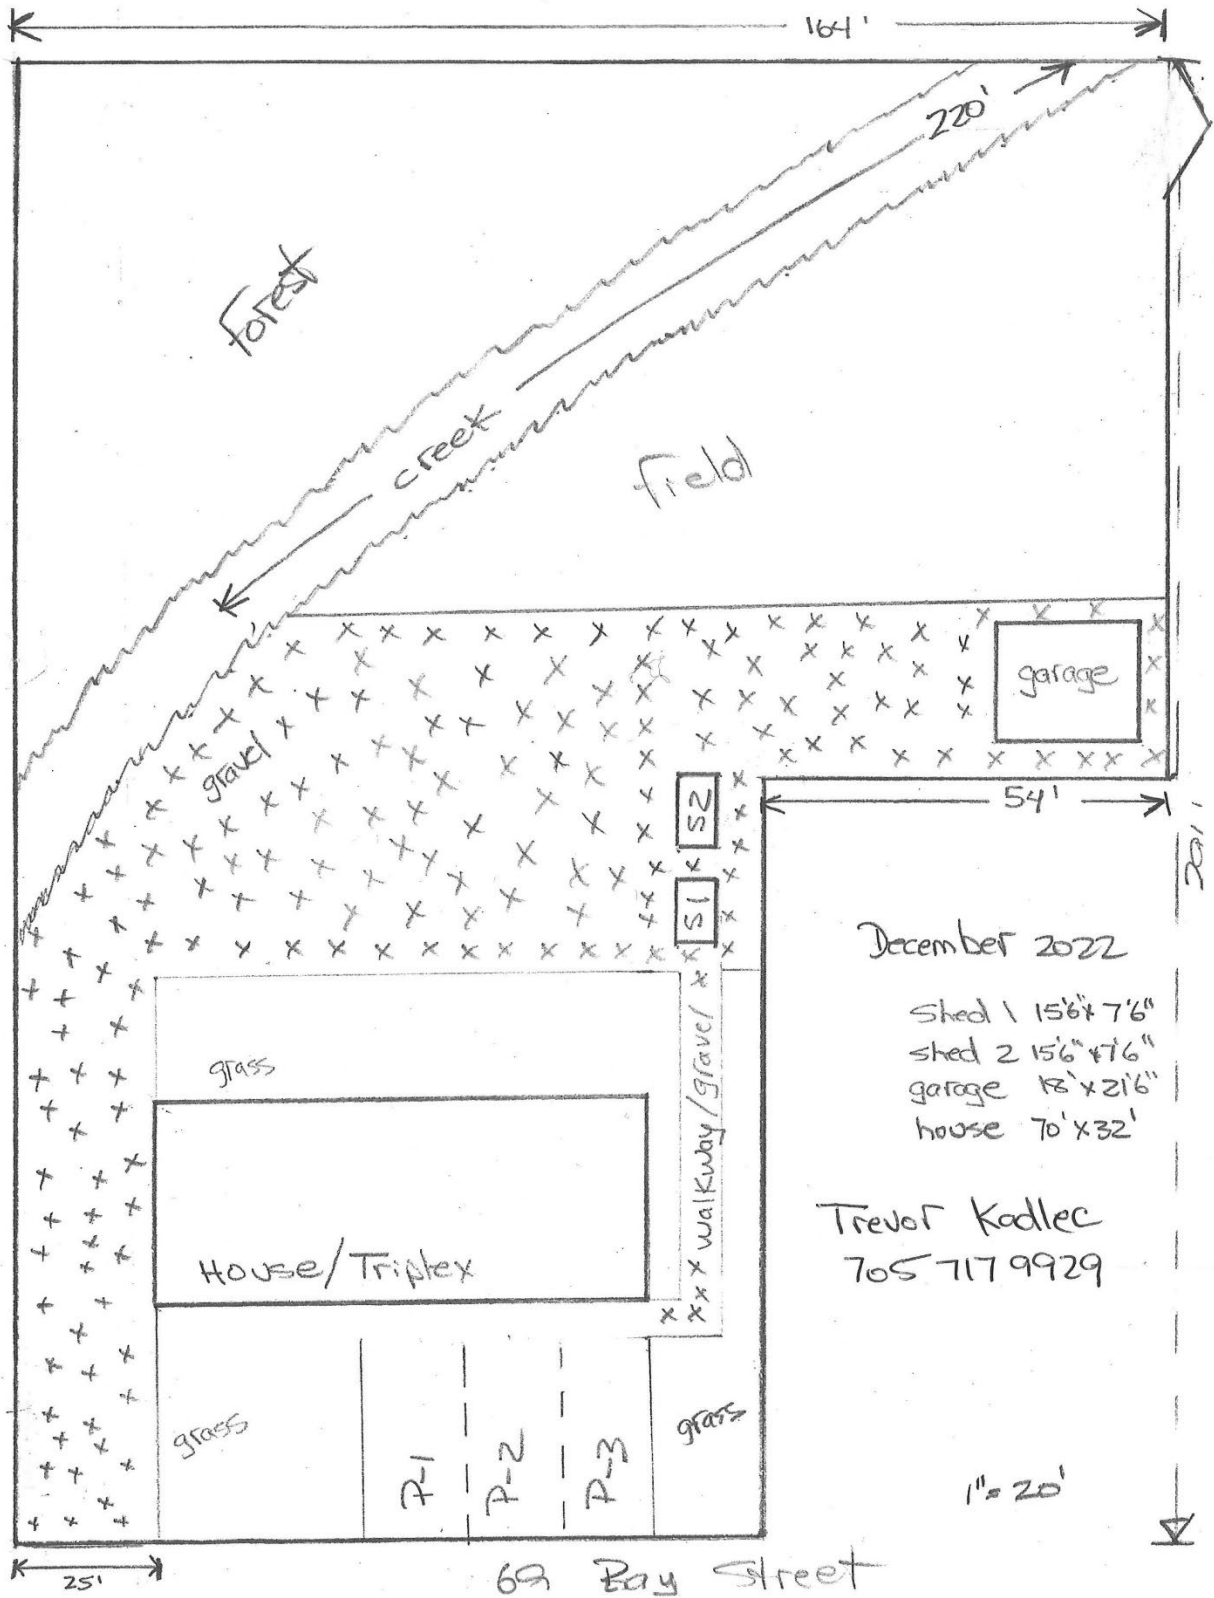 164'
220'
Forest
creek
field
garage
gravel
S2
54'
S1
December 2022
Shed 1 15'6"x 7'6"
shed 2 15'6" x 7'6"
garage 18' x 21'6"
house 70' x 32'
grass
walkway/gravel
Trevor Kadlec
705 717 9929
House/Triplex
grass
P-1
P-2
P-3
grass
1"= 20'
25'
Bay Street